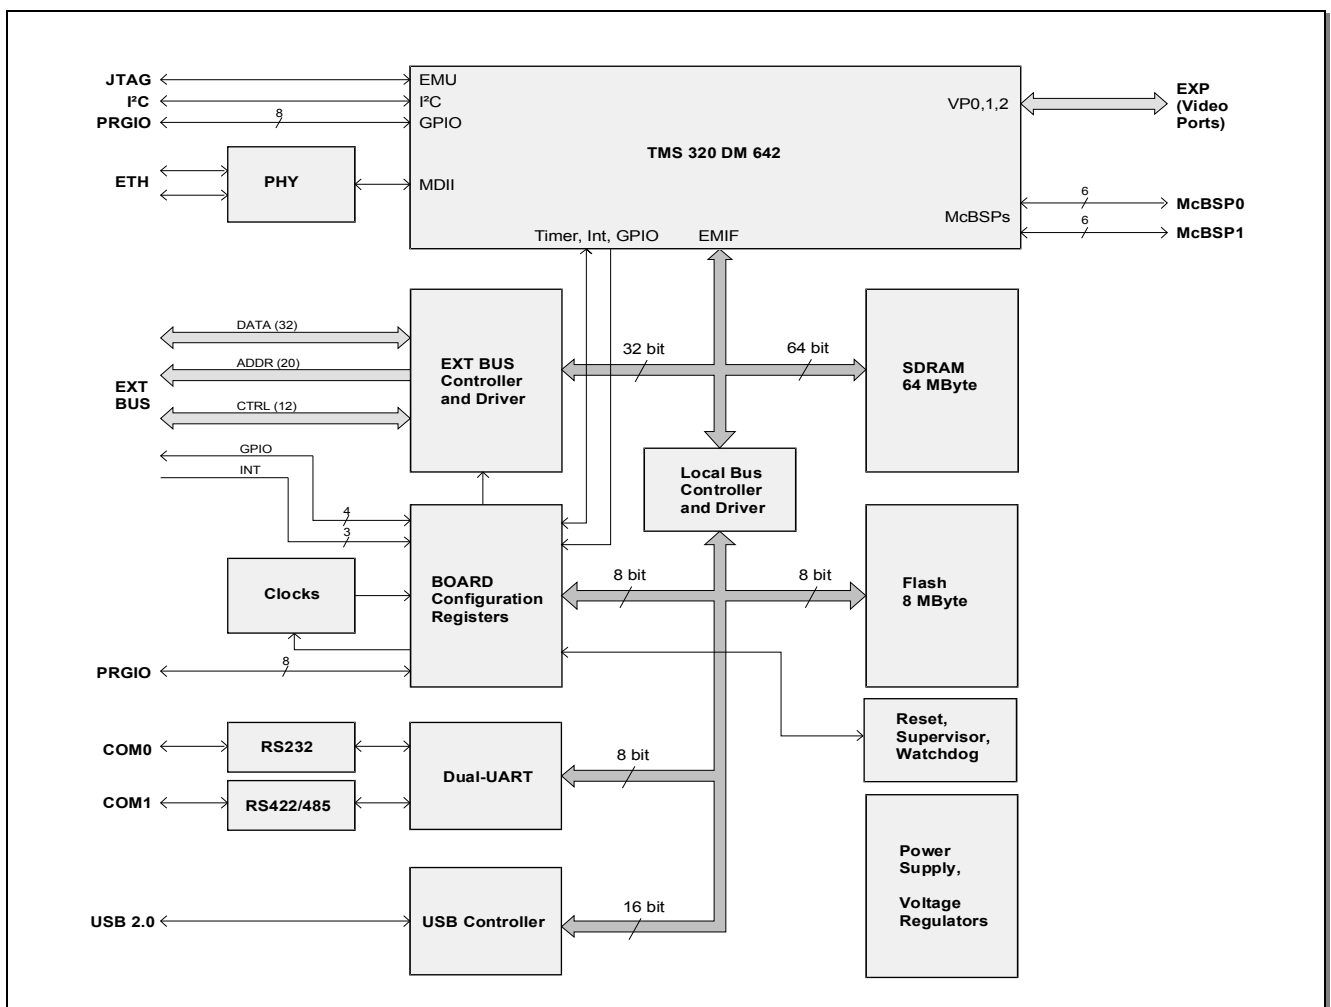 JTAG
EMU
I²C
I²C
PRGIO
8
GPIO
VP0,1,2
EXP
(Video
Ports)
TMS 320 DM 642
ETH
PHY
MDII
McBSPs
6
McBSP0
6
McBSP1
Timer, Int, GPIO
EMIF
DATA (32)
ADDR (20)
CTRL (12)
EXT
BUS
GPIO
INT
4
3
EXT BUS
Controller
and Driver
32 bit
64 bit
SDRAM
64 MByte
Local Bus
Controller
and Driver
Clocks
BOARD
Configuration
Registers
8 bit
8 bit
Flash
8 MByte
PRGIO
8
Reset,
Supervisor,
Watchdog
COM0
RS232
COM1
RS422/485
Dual-UART
8 bit
Power
Supply,
Voltage
Regulators
USB 2.0
USB Controller
16 bit